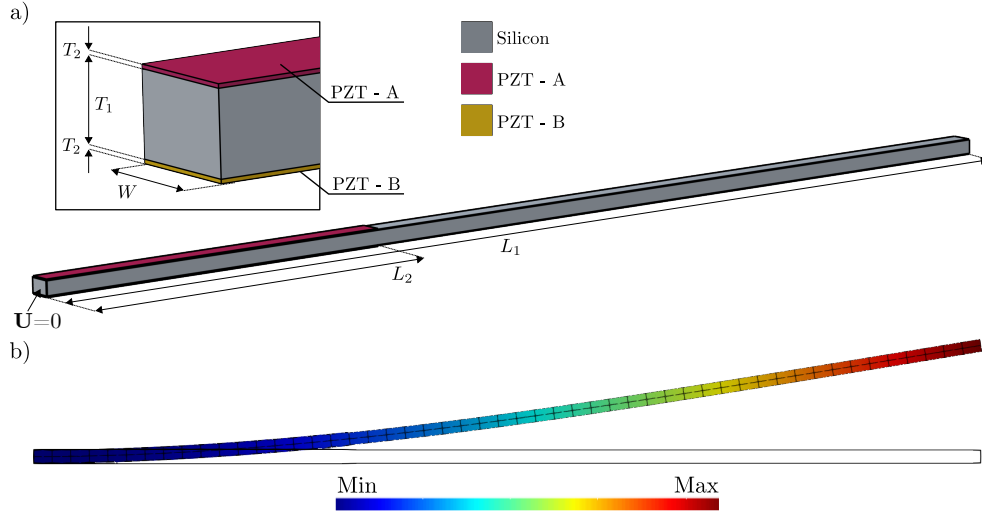 a)
T₂
T₁
T₂
W
PZT - A
PZT - B
Silicon
PZT - A
PZT - B
L₁
L₂
U=0
b)
Min Max